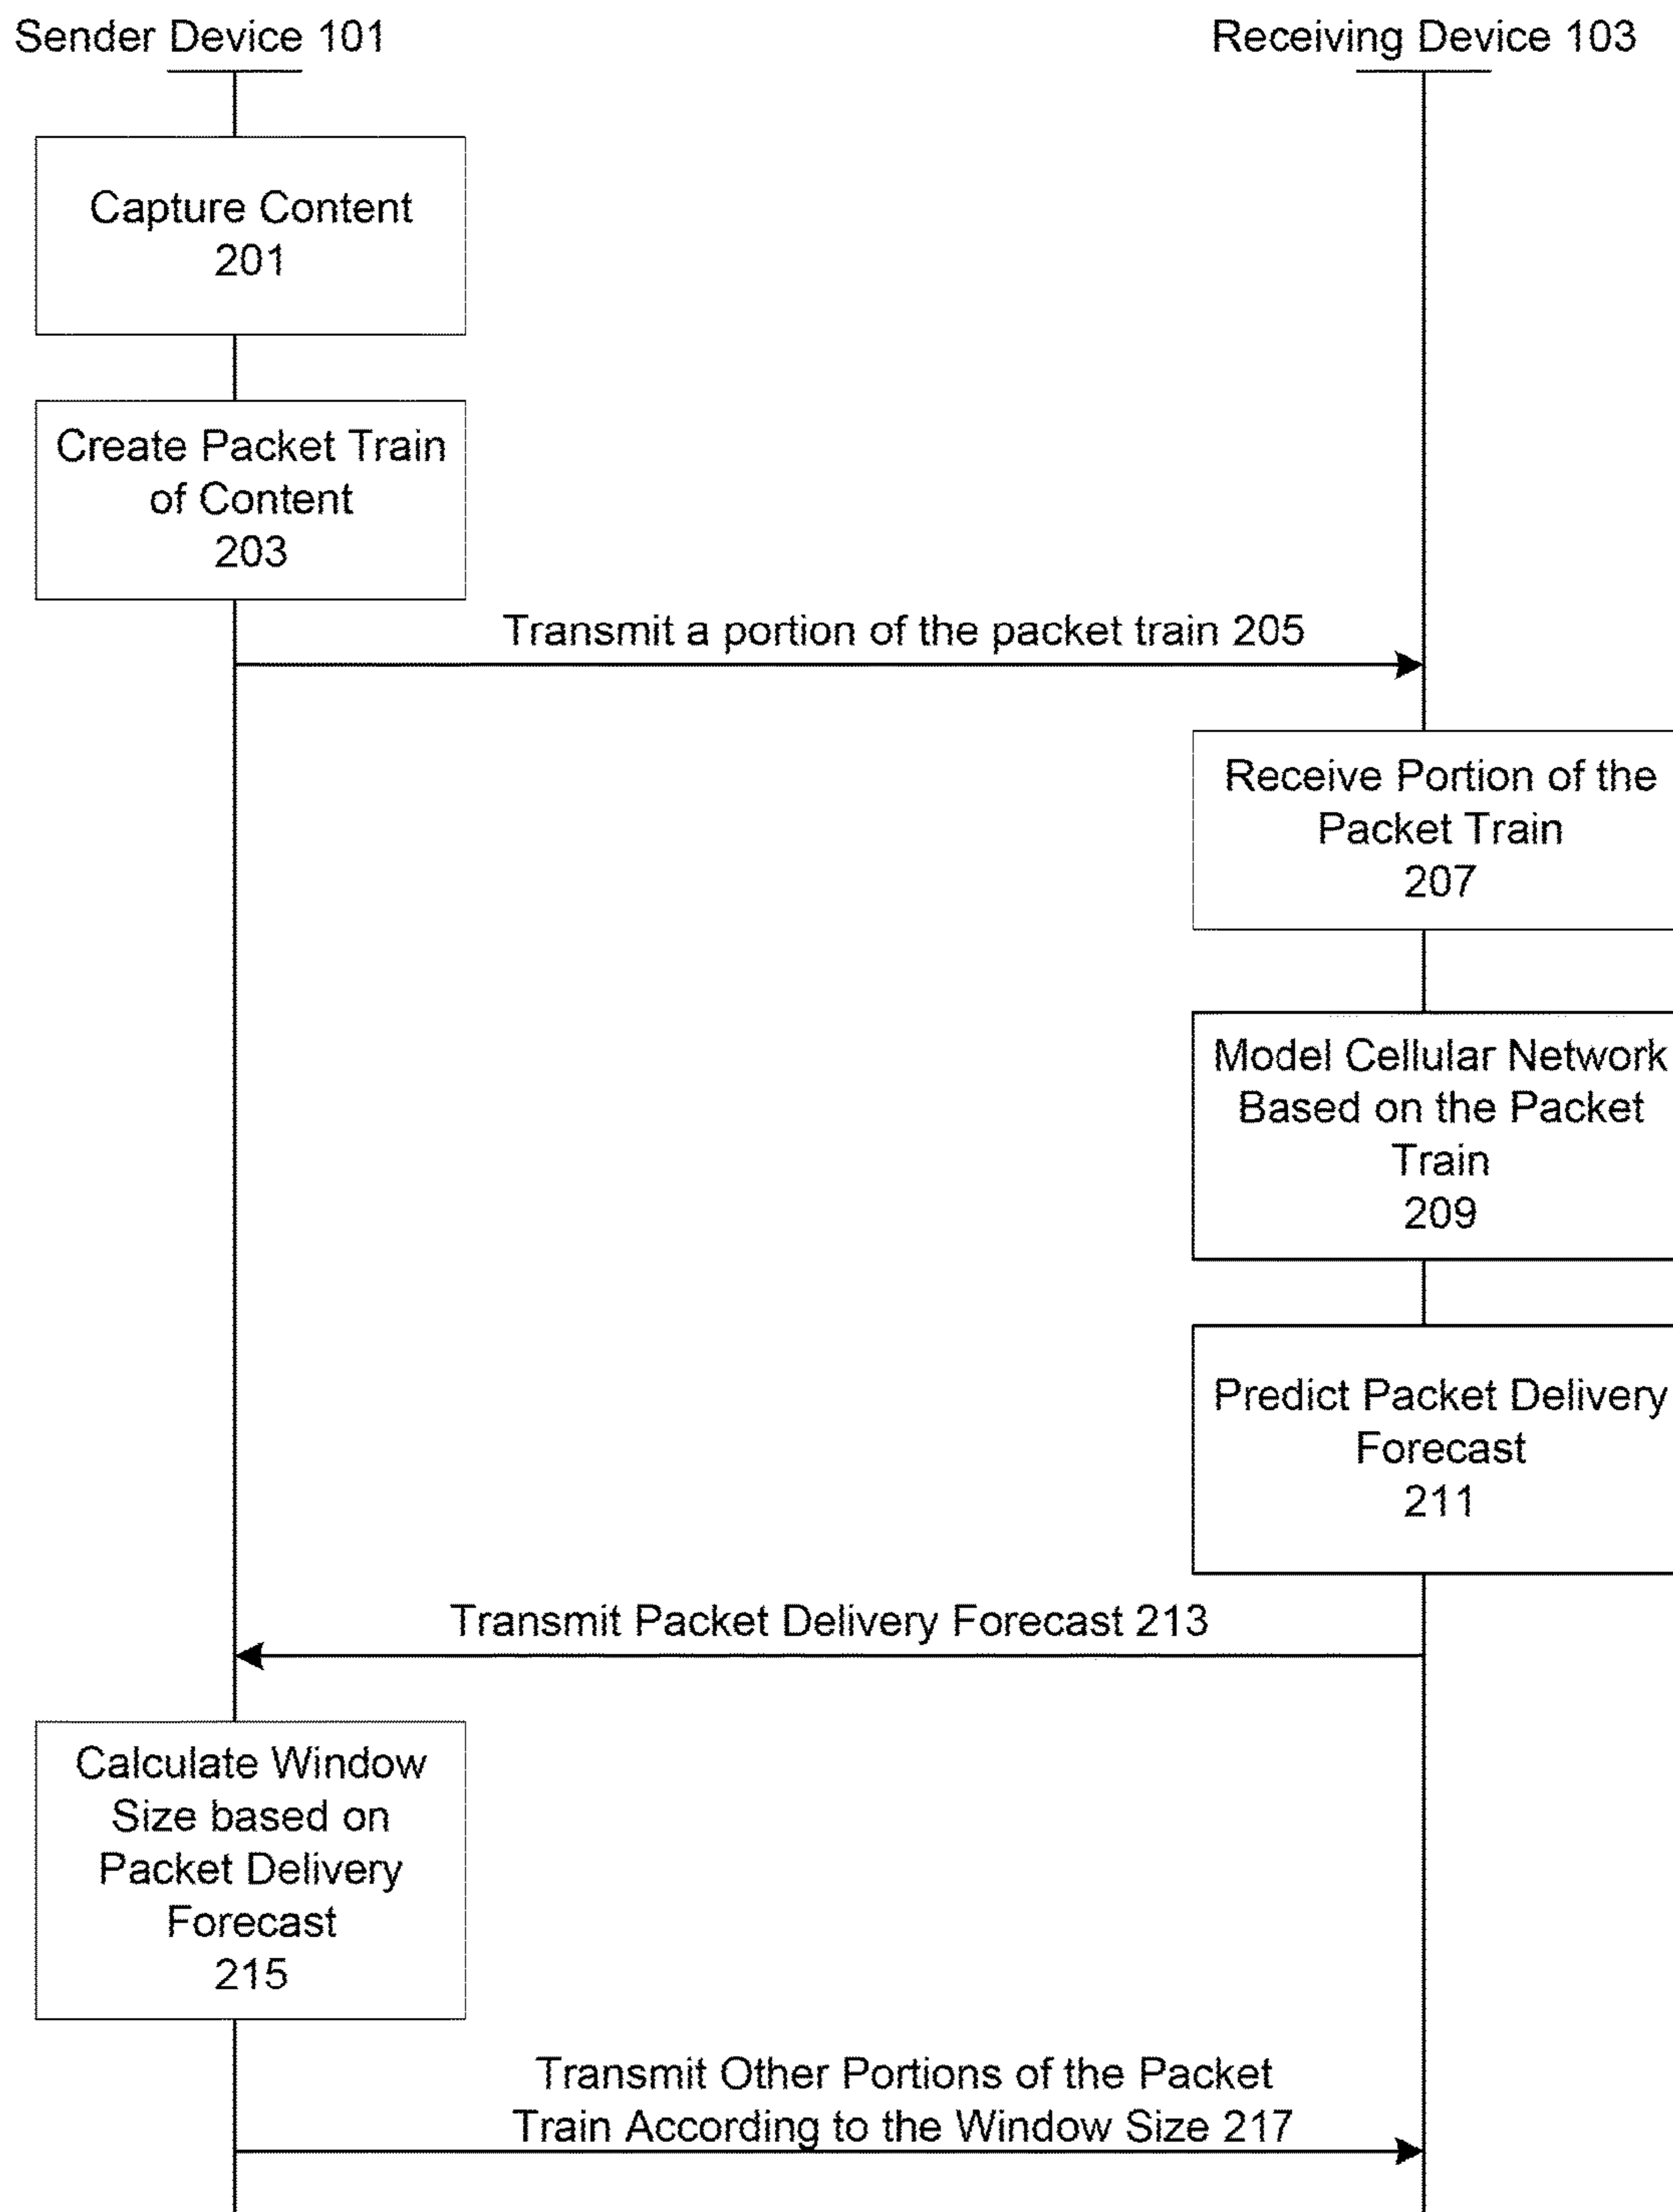 Sender Device 101
Receiving Device 103
Capture Content
201
Create Packet Train
of Content
203
Transmit a portion of the packet train 205
Receive Portion of the
Packet Train
207
Model Cellular Network
Based on the Packet
Train
209
Predict Packet Delivery
Forecast
211
Transmit Packet Delivery Forecast 213
Calculate Window
Size based on
Packet Delivery
Forecast
215
Transmit Other Portions of the Packet
Train According to the Window Size 217